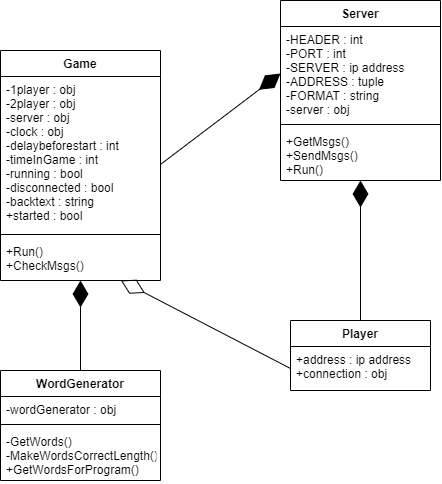 Server
-HEADER : int
-PORT : int
-SERVER : ip address
-ADDRESS : tuple
-FORMAT : string
-server : obj
+GetMsgs()
+SendMsgs()
+Run()
Game
-1player : obj
-2player : obj
-server : obj
-clock : obj
-delaybeforestart : int
-timeInGame : int
-running : bool
-disconnected : bool
-backtext : string
+started : bool
+Run()
+CheckMsgs()
Player
+address : ip address
+connection : obj
WordGenerator
-wordGenerator : obj
-GetWords()
-MakeWordsCorrectLength()
+GetWordsForProgram()